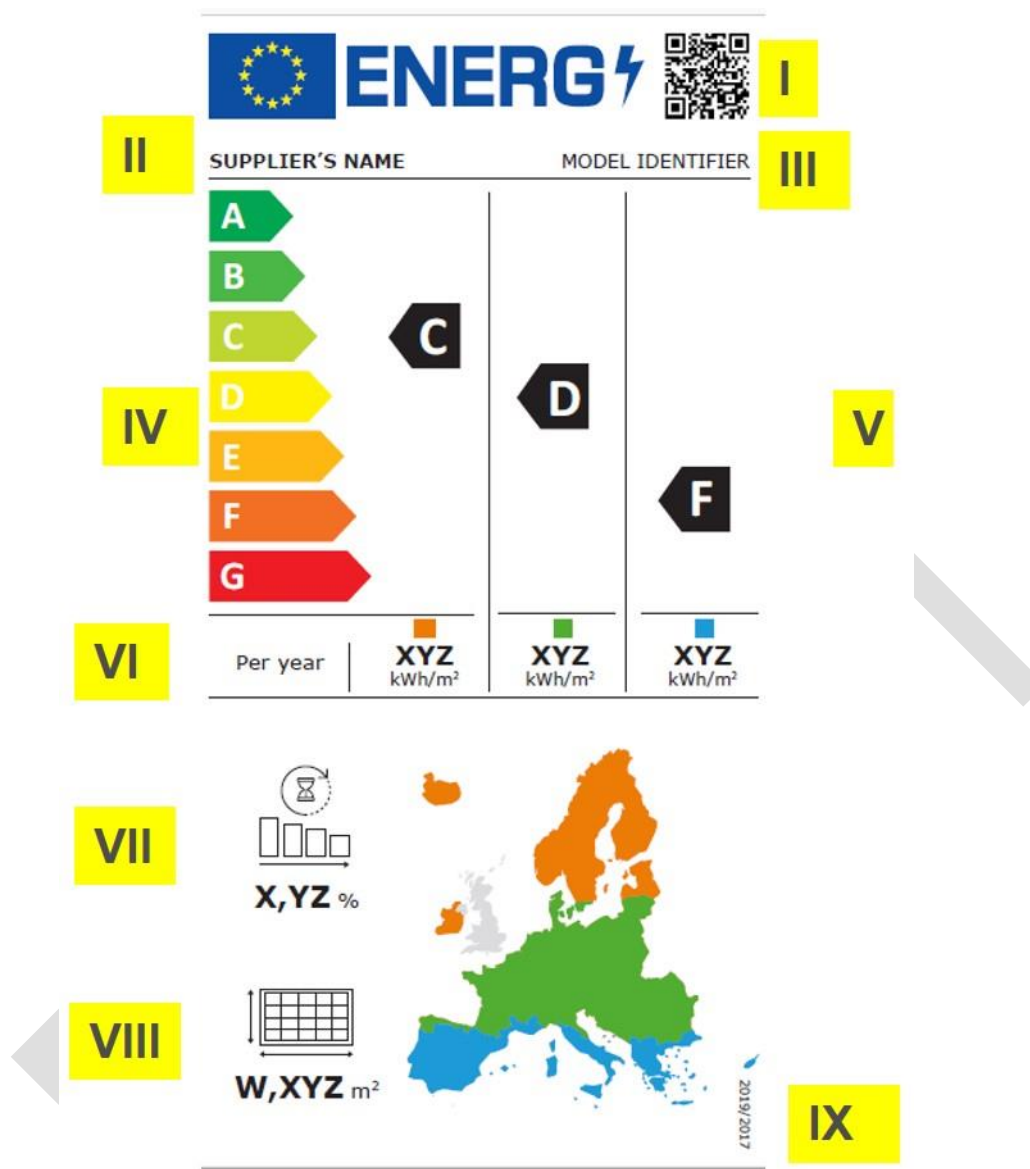 ENERG
I
II
SUPPLIER´S NAME
MODEL IDENTIFIER
III
A
B
C
C
D
D
IV
V
E
F
F
G
VI
Per year
XYZ
kWh/m²
XYZ
kWh/m²
XYZ
kWh/m²
VII
X,YZ %
VIII
W,XYZ m²
2019/2017
IX